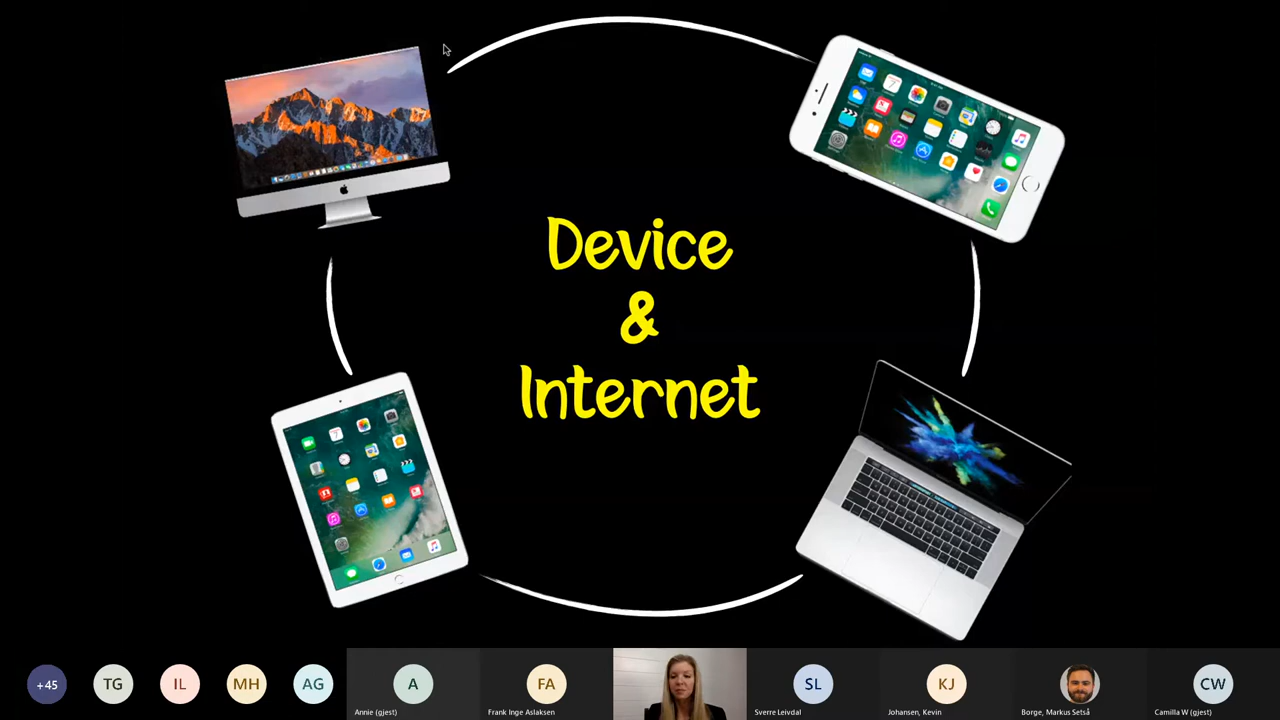 Device
&
Internet
+45
TG
IL
MH
AG
A
FA
SL
KJ
CW
Annie (gjest)
Frank Inge Aslaksen
Sverre Leivdal
Johansen, Kevin
Borge, Markus Setså
Camilla W (gjest)